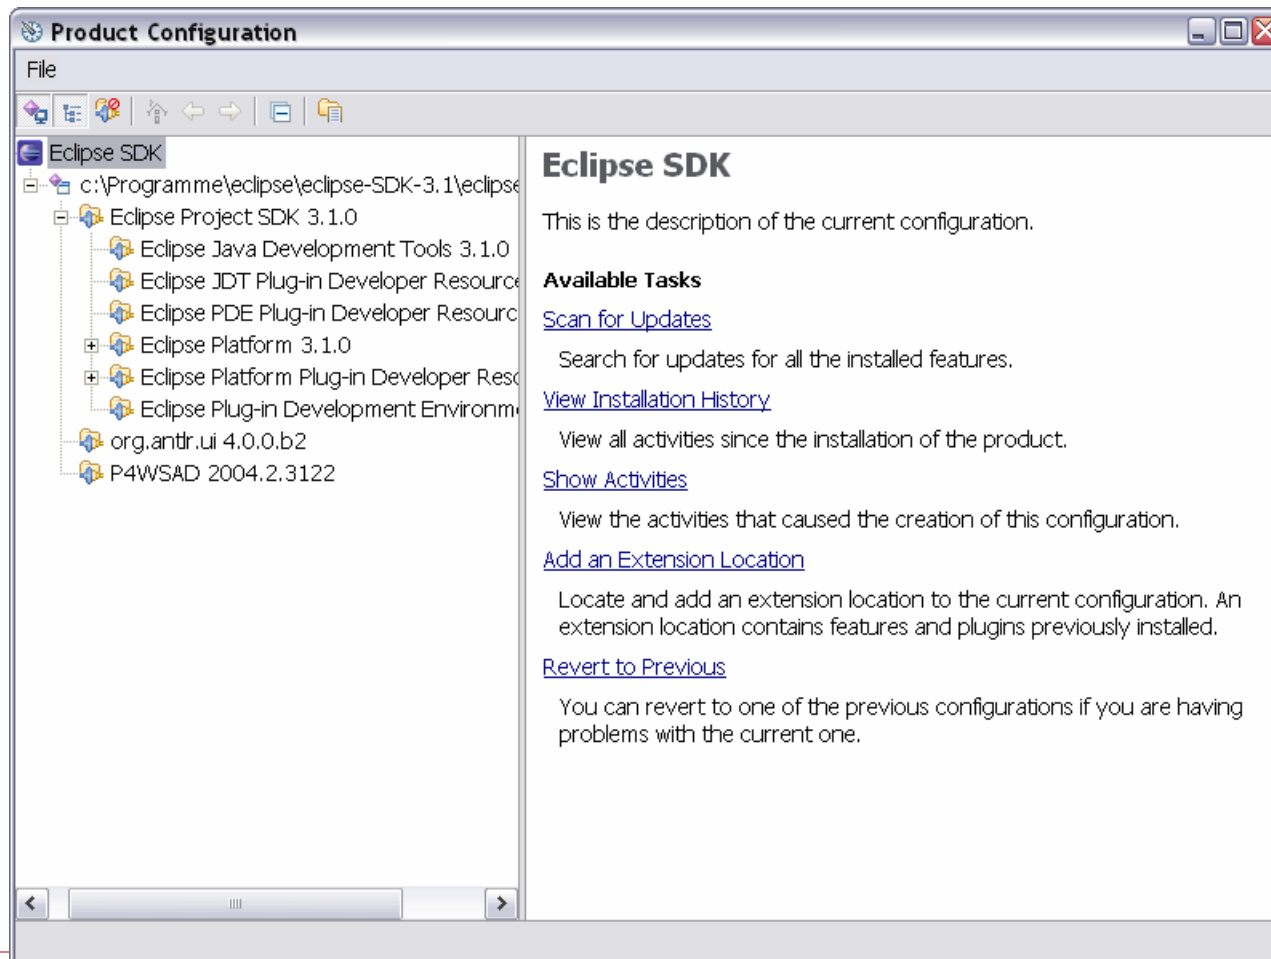 Product Configuration
File
Eclipse SDK
c:\Programme\eclipse\eclipse-SDK-3.1\eclipse
Eclipse Project SDK 3.1.0
Eclipse Java Development Tools 3.1.0
Eclipse JDT Plug-in Developer Resource
Eclipse PDE Plug-in Developer Resourc
Eclipse Platform 3.1.0
Eclipse Platform Plug-in Developer Reso
Eclipse Plug-in Development Environme
org.antlr.ui 4.0.0.b2
P4WSAD 2004.2.3122
Eclipse SDK
This is the description of the current configuration.
Available Tasks
Scan for Updates
Search for updates for all the installed features.
View Installation History
View all activities since the installation of the product.
Show Activities
View the activities that caused the creation of this configuration.
Add an Extension Location
Locate and add an extension location to the current configuration. An
extension location contains features and plugins previously installed.
Revert to Previous
You can revert to one of the previous configurations if you are having
problems with the current one.